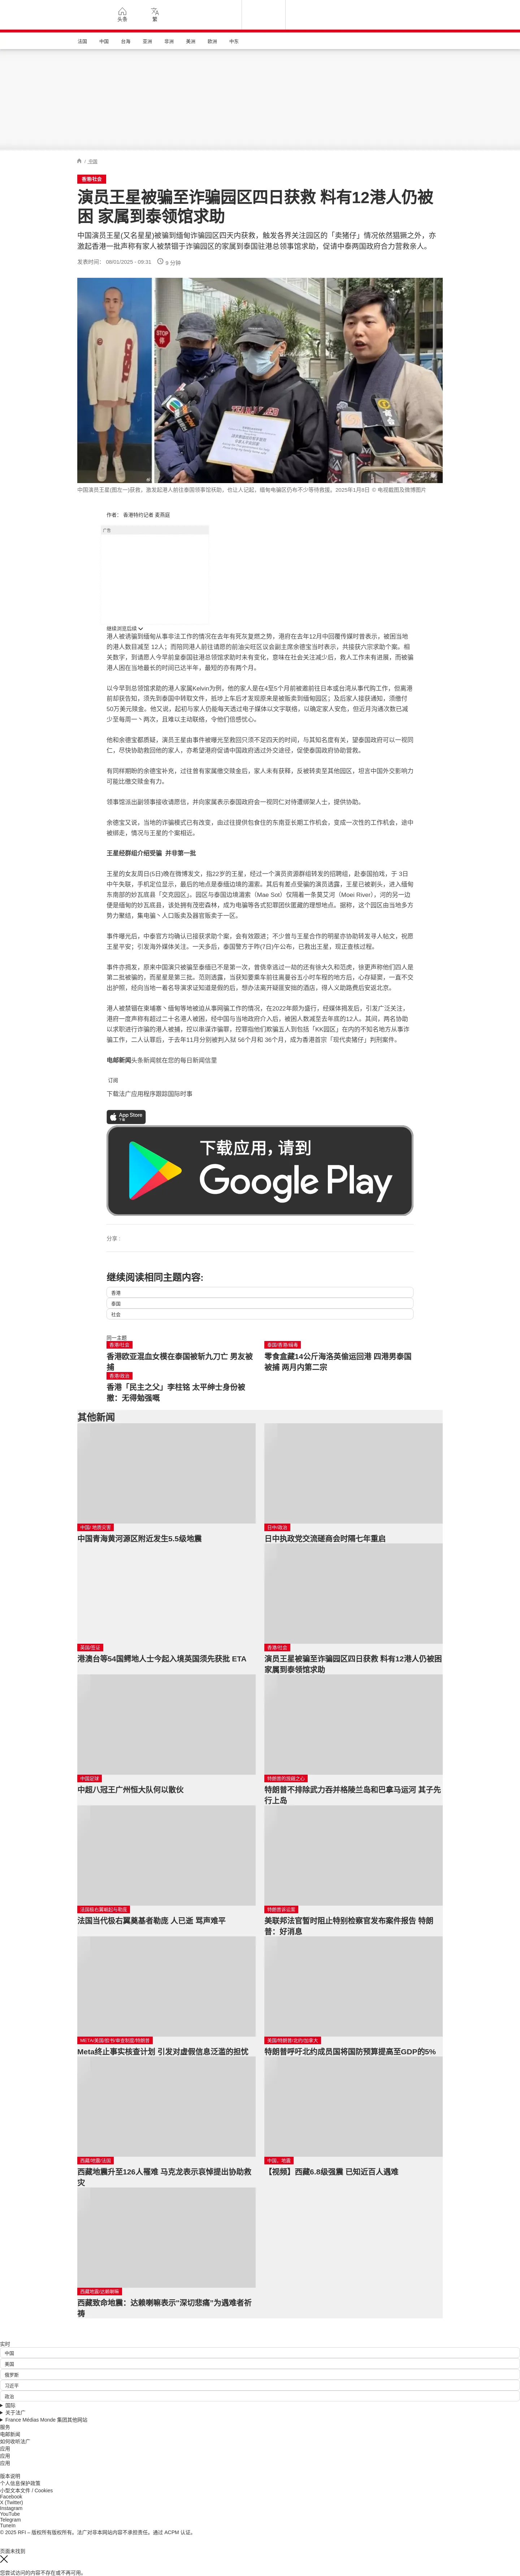 头条
繁
法国
中国
台海
亚洲
非洲
美洲
欧洲
中东
/ 中国
香港/社会
演员王星被骗至诈骗园区四日获救 料有12港人仍被
困 家属到泰领馆求助
中国演员王星(又名星星)被骗到缅甸诈骗园区四天内获救，触发各界关注园区的「卖猪仔」情况依然猖獗之外，亦
激起香港一批声称有家人被禁锢于诈骗园区的家属到泰国驻港总领事馆求助，促请中泰两国政府合力营救亲人。
发表时间： 08/01/2025 - 09:31
9 分钟
中国演员王星(图左一)获救，激发起港人前往泰国领事馆玩助，也让人记起，缅甸电骗区仍布不少等待救援。2025年1月8日 © 电视截图及微博图片
作者： 香港特约记者 麦燕庭
广告
继续浏览后续
港人被诱骗到缅甸从事非法工作的情况在去年有死灰复燃之势，港府在去年12月中回覆传媒时曾表示，被困当地
的港人数目减至 12人；而陪同港人前往请愿的前油尖旺区议会副主席余德宝当时表示，共接获六宗求助个案。相
关数字，到请愿人今早前发泰国驻港总领馆求助时未有变化，意味在社会关注减少后，救人工作未有进展，而被骗
港人困在当地最长的时间已达半年，最短的亦有两个月。
以今早到总领馆求助的港人家属Kelvin为例，他的家人是在4至5个月前被邀前往日本或台湾从事代购工作，但离港
前却获告知，须先到泰国中转取文件，抵埗上车后才发现原来是被贩卖到缅甸园区；及后家人接获通知，须缴付
50万美元赎金。他又说，起初与家人仍能每天透过电子媒体以文字联络，以确定家人安危，但近月沟通次数已减
少至每周一丶两次，且难以主动联络，令他们倍感忧心。
他和余德宝都质疑，演员王星由事件被曝光至救回只须不足四天的时间，与其知名度有关，望泰国政府可以一视同
仁，尽快协助救回他的家人，亦希望港府促请中国政府透过外交途径，促使泰国政府协助营救。
有同样期盼的余德宝补充，过往曾有家属缴交赎金后，家人未有获释，反被转卖至其他园区，坦言中国外交影响力
可能比缴交赎金有力。
领事馆派出副领事接收请愿信，并向家属表示泰国政府会一视同仁对待遭绑架人士，提供协助。
余德宝又说，当地的诈骗模式已有改变，由过往提供包食住的东南亚长期工作机会，变成一次性的工作机会，途中
被绑走，情况与王星的个案相近。
王星经群组介绍受骗 并非第一批
王星的女友周日(5日)晚在微博发文，指22岁的王星，经过一个演员资源群组转发的招聘组，赴泰国拍戏，于 3日
中午失联，手机定位显示，最后的地点是泰缅边境的湄索。其后有差点受骗的演员透露，王星已被剃头，进入缅甸
东南部的妙瓦底县「交克园区」。园区与泰国边境湄索（Mae Sot）仅隔着一条莫艾河（Moei River），河的另一边
便是缅甸的妙瓦底县，该处拥有茂密森林，成为电骗等各式犯罪团伙匿藏的理想地点。据称，这个园区由当地多方
势力聚结，集电骗丶人口贩卖及器官贩卖于一区。
事件曝光后，中泰官方均确认已接获求助个案，会有效跟进；不少曾与王星合作的明星亦协助转发寻人帖文，祝愿
王星平安；引发海外媒体关注。一天多后，泰国警方于昨(7日)午公布，已救出王星，现正查核过程。
事件亦揭发，原来中国演只被骗至泰缅已不是第一次，曾侥幸逃过一劫的还有徐大久和范虎，徐更声称他们四人是
第二批被骗的，而星星是第三批。范则透露，当获知要乘车前往离曼谷五小时车程的地方后，心存疑窦，一直不交
出护照，经向当地一着名导演求证知道是假的后，想办法离开疑是安拍的酒店，得人义助路费后安返北京。
港人被禁锢在柬埔寨丶缅甸等地被迫从事网骗工作的情况，在2022年颇为盛行，经媒体揭发后，引发广泛关注，
港府一度声称有超过二十名港人被困，经中国与当地政府介入后，被困人数减至去年底的12人。其间，两名协助
以求职进行诈骗的港人被捕，控以串谋诈骗罪，控罪指他们欺骗五人到包括「KK园区」在内的不知名地方从事诈
骗工作，二人认罪后，于去年11月分别被判入狱 56个月和 36个月，成为香港首宗「现代卖猪仔」判刑案件。
电邮新闻头条新闻就在您的每日新闻信里
订阅
下载法广应用程序跟踪国际时事
App Store
下载
下载应用，请到
Google Play
分享 :
继续阅读相同主题内容:
香港
泰国
社会
同一主题
香港/社会
香港欧亚混血女模在泰国被斩九刀亡 男友被
捕
泰国/香港/缉毒
零食盒藏14公斤海洛英偷运回港 四港男泰国
被捕 两月内第二宗
香港/政治
香港「民主之父」李柱铭 太平绅士身份被
撤：无得勉强嘅
其他新闻
中国/ 地质灾害
中国青海黄河源区附近发生5.5级地震
日中/政治
日中执政党交流磋商会时隔七年重启
英国/签证
港澳台等54国鳄地人士今起入境英国须先获批 ETA
香港/社会
演员王星被骗至诈骗园区四日获救 料有12港人仍被困
家属到泰领馆求助
中国足球
中超八冠王广州恒大队何以散伙
特朗普的觊觎之心
特朗普不排除武力吞并格陵兰岛和巴拿马运河 其子先
行上岛
法国极右翼崛起与勒庞
法国当代极右翼奠基者勒庞 人已逝 骂声难平
特朗普诉讼案
美联邦法官暂时阻止特别检察官发布案件报告 特朗
普：好消息
META/美国/脸书/审查制度/特朗普
Meta终止事实核查计划 引发对虚假信息泛滥的担忧
美国/特朗普/北约/加拿大
特朗普呼吁北约成员国将国防预算提高至GDP的5%
西藏/地震/法国
西藏地震升至126人罹难 马克龙表示哀悼提出协助救
灾
中国、地震
【视频】西藏6.8级强震 已知近百人遇难
西藏地震/达赖喇嘛
西藏致命地震：达赖喇嘛表示"深切悲痛"为遇难者祈
祷
实时
中国
美国
俄罗斯
习近平
政治
国际
关于法广
France Médias Monde 集团其他网站
服务
电邮新闻
如何收听法广
应用
应用
应用
版本说明
个人信息保护政策
小型文本文件 / Cookies
Facebook
X (Twitter)
Instagram
YouTube
Telegram
TuneIn
© 2025 RFI – 版权所有版权所有。法广对非本网站内容不承担责任。通过 ACPM 认证。
页面未找到
您尝试访问的内容不存在或不再可用。